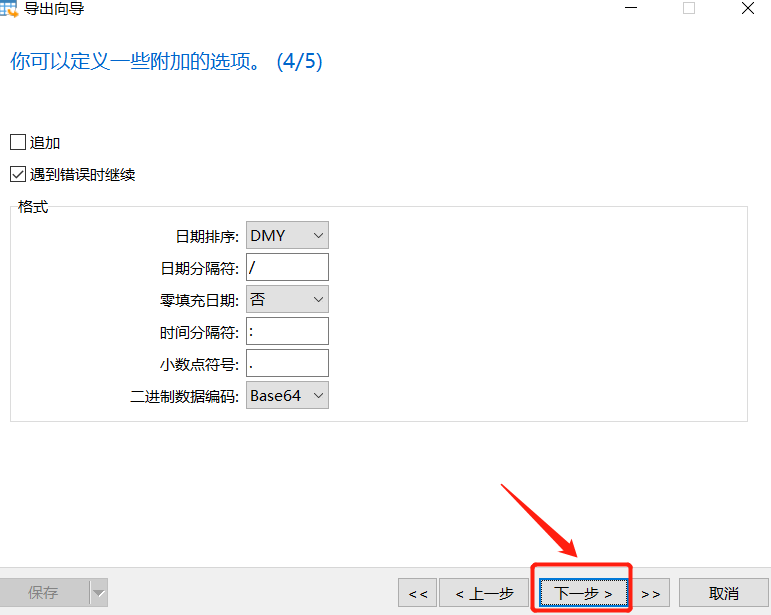 导出向导
你可以定义一些附加的选项。 (4/5)
追加
遇到错误时继续
格式
日期排序: DMY
日期分隔符: /
零填充日期: 否
时间分隔符: :
小数点符号: .
二进制数据编码: Base64
保存 << < 上一步 下一步 > >> 取消